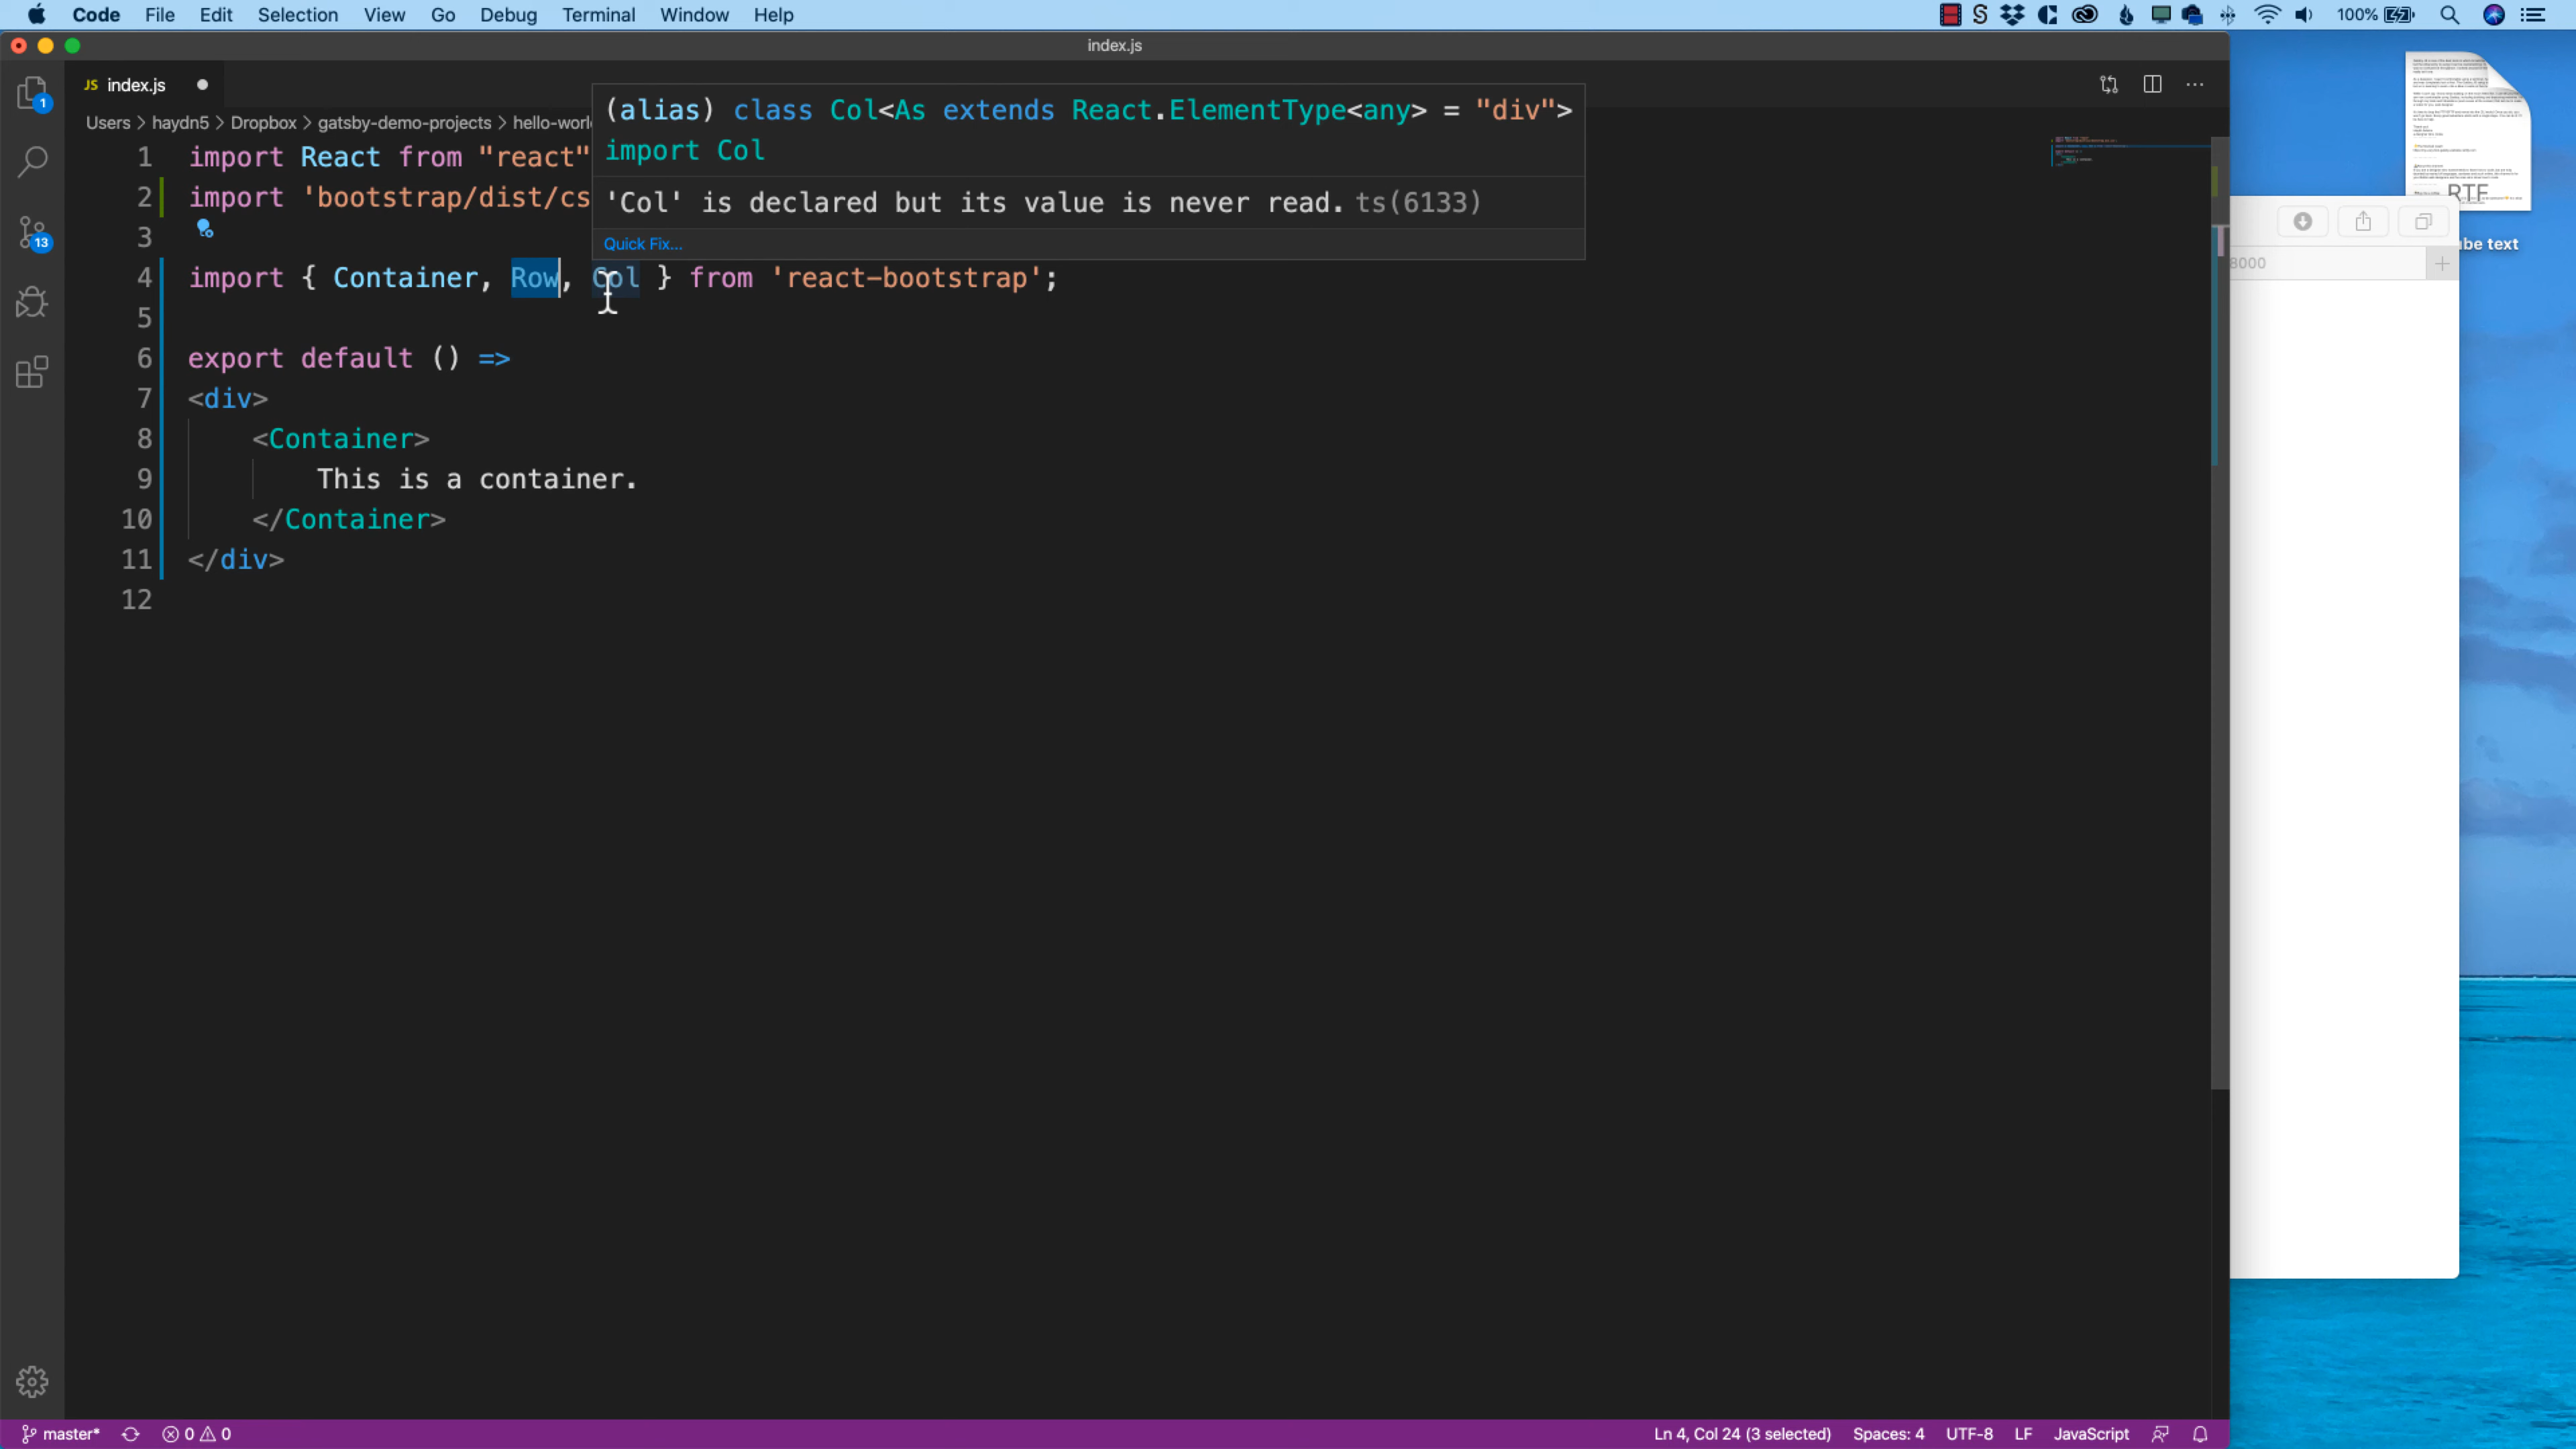 Code File Edit Selection View Go Debug Terminal Window Help 100%
index.js
JS index.js
Users > haydn5 > Dropbox > gatsby-demo-projects > hello-worl
(alias) class Col<As extends React.ElementType<any> = "div">
import Col
'Col' is declared but its value is never read. ts(6133)
Quick Fix...
1 import React from "react"
2 import 'bootstrap/dist/cs
3
4 import { Container, Row, Col } from 'react-bootstrap';
5
6 export default () =>
7 <div>
8 <Container>
9 This is a container.
10 </Container>
11 </div>
12
1
13
RTF
be text
8000
master* 0 0 Ln 4, Col 24 (3 selected) Spaces: 4 UTF-8 LF JavaScript